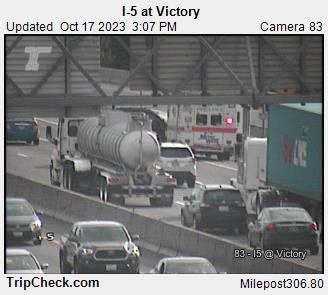 I-5 at Victory
Updated Oct 17 2023 3:07 PM Camera 83
T
S
83 - I5 @ Victory
TripCheck.com Milepost306.80